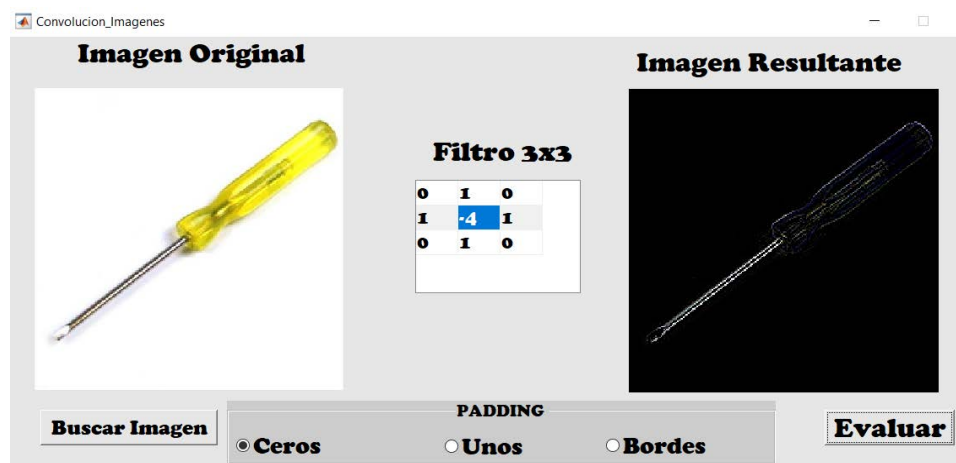 Convolucion_Imagenes
Imagen Original
Imagen Resultante
Filtro 3x3
0 1 0
1 -4 1
0 1 0
Buscar Imagen
PADDING
Ceros Unos Bordes
Evaluar